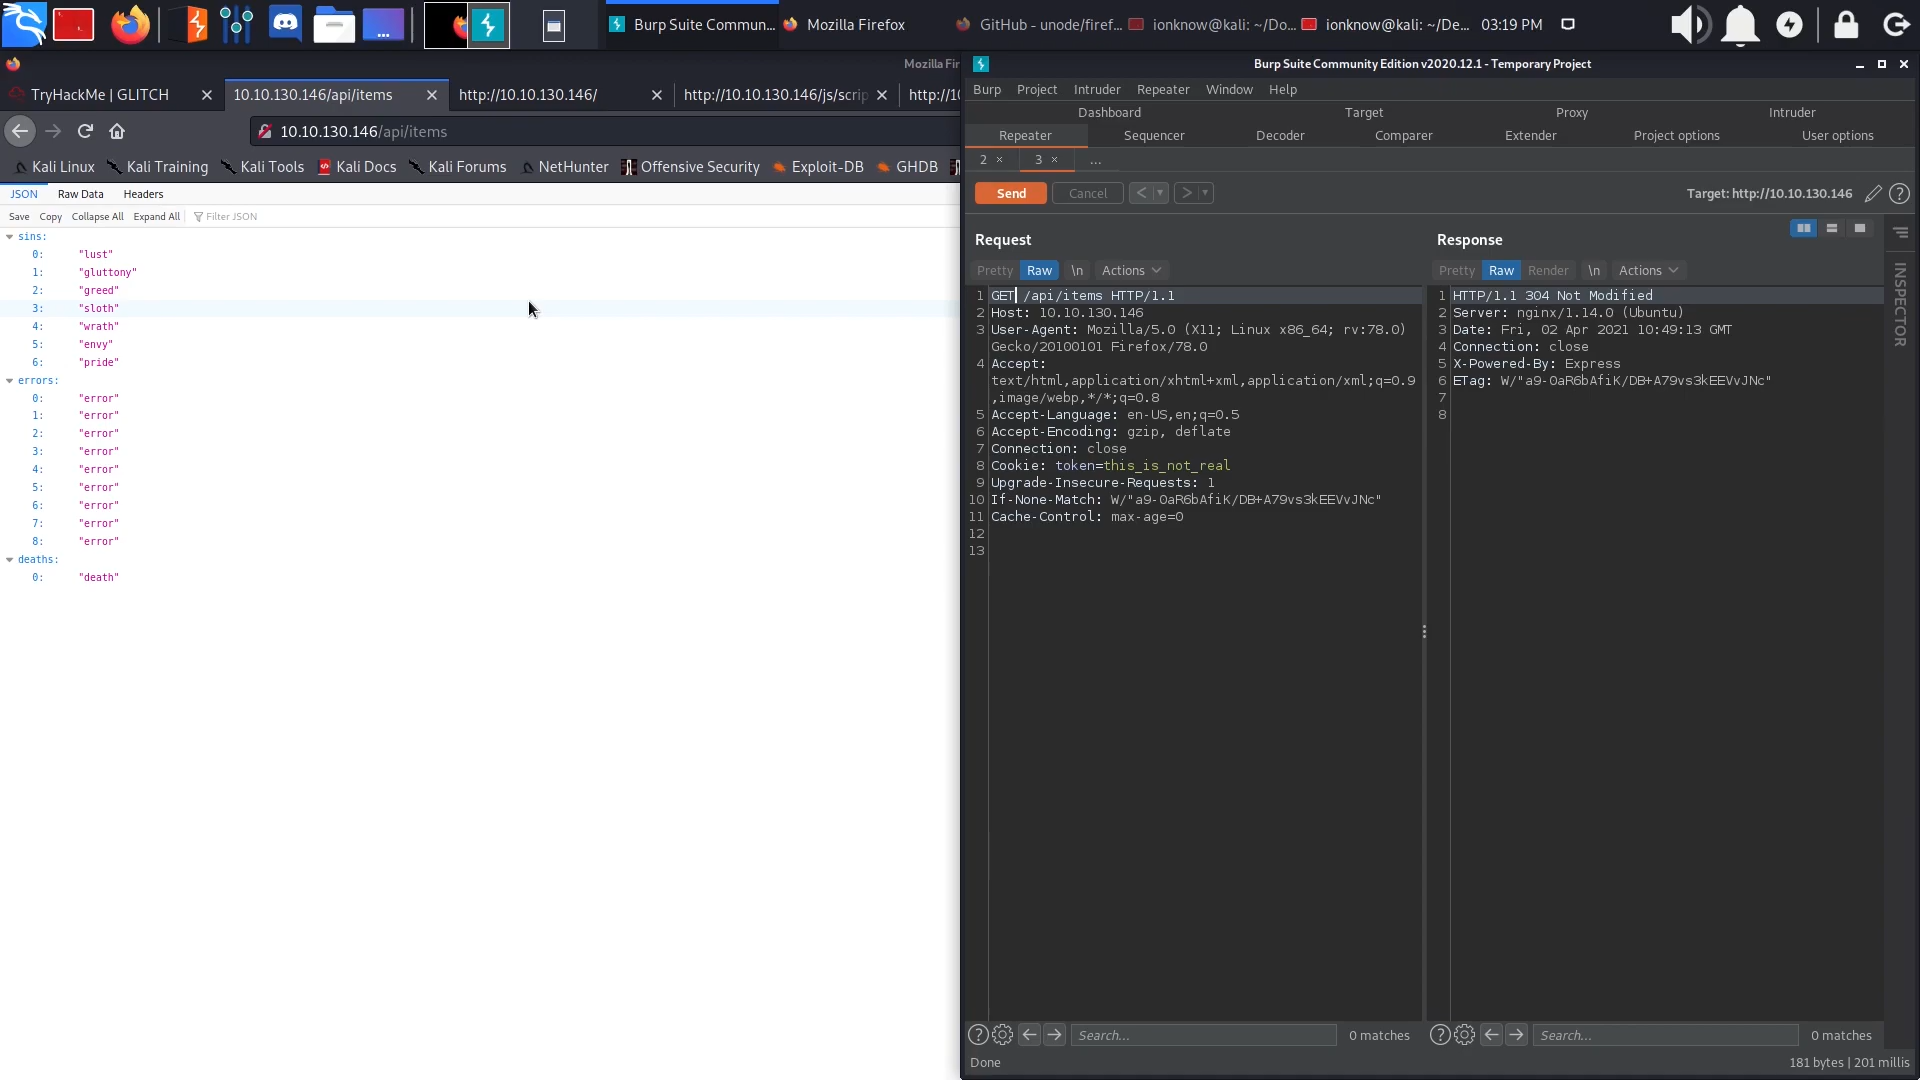 Burp Suite Commun...
Mozilla Firefox
GitHub - unode/firef...
ionknow@kali: ~/Do...
ionknow@kali: ~/De...
03:19 PM
Mozilla Fir
TryHackMe | GLITCH
10.10.130.146/api/items
http://10.10.130.146/
http://10.10.130.146/js/scrip
http://10
10.10.130.146/api/items
Kali Linux
Kali Training
Kali Tools
Kali Docs
Kali Forums
NetHunter
Offensive Security
Exploit-DB
GHDB
JSON
Raw Data
Headers
Save
Copy
Collapse All
Expand All
Filter JSON
sins:
0: "lust"
1: "gluttony"
2: "greed"
3: "sloth"
4: "wrath"
5: "envy"
6: "pride"
errors:
0: "error"
1: "error"
2: "error"
3: "error"
4: "error"
5: "error"
6: "error"
7: "error"
8: "error"
deaths:
0: "death"
Burp Suite Community Edition v2020.12.1 - Temporary Project
Burp Project Intruder Repeater Window Help
Dashboard Target Proxy Intruder
Repeater Sequencer Decoder Comparer Extender Project options User options
2 × 3 × ...
Send Cancel < >
Target: http://10.10.130.146
Request
Pretty Raw \n Actions
1 GET /api/items HTTP/1.1
2 Host: 10.10.130.146
3 User-Agent: Mozilla/5.0 (X11; Linux x86_64; rv:78.0)
Gecko/20100101 Firefox/78.0
4 Accept:
text/html,application/xhtml+xml,application/xml;q=0.9
,image/webp,*/*;q=0.8
5 Accept-Language: en-US,en;q=0.5
6 Accept-Encoding: gzip, deflate
7 Connection: close
8 Cookie: token=this_is_not_real
9 Upgrade-Insecure-Requests: 1
10 If-None-Match: W/"a9-0aR6bAfiK/DB+A79vs3kEEVvJNc"
11 Cache-Control: max-age=0
12
13
Response
Pretty Raw Render \n Actions
1 HTTP/1.1 304 Not Modified
2 Server: nginx/1.14.0 (Ubuntu)
3 Date: Fri, 02 Apr 2021 10:49:13 GMT
4 Connection: close
5 X-Powered-By: Express
6 ETag: W/"a9-0aR6bAfiK/DB+A79vs3kEEVvJNc"
7
8
INSPECTOR
Search... 0 matches
Search... 0 matches
Done
181 bytes | 201 millis